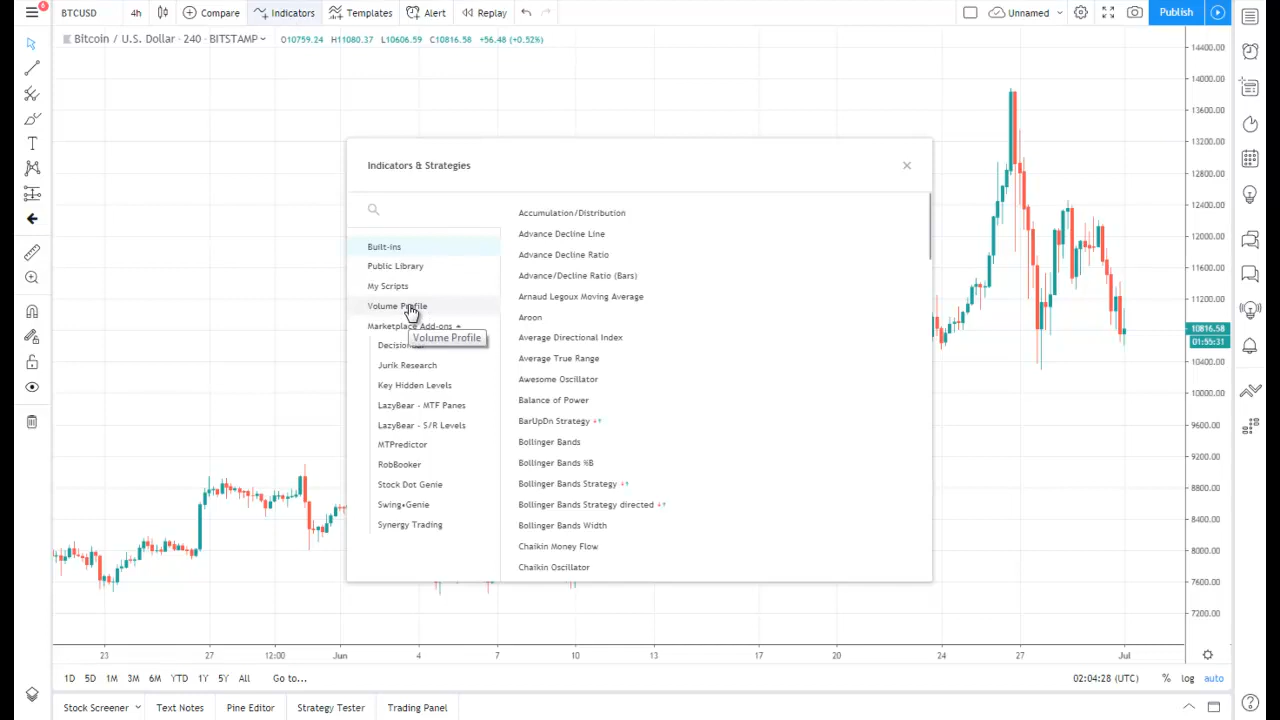 6
BTCUSD 4h Compare Indicators Templates Alert Replay Unnamed Publish
Bitcoin / U.S. Dollar · 240 · BITSTAMP O10759.24 H11080.37 L10606.59 C10816.58 +56.48 (+0.52%)
Indicators & Strategies
Built-ins
Public Library
My Scripts
Volume Profile
Marketplace Add-ons
Volume Profile
Jurik Research
Key Hidden Levels
LazyBear - MTF Panes
LazyBear - S/R Levels
MTPredictor
RobBooker
Stock Dot Genie
Swing+Genie
Synergy Trading
Accumulation/Distribution
Advance Decline Line
Advance Decline Ratio
Advance/Decline Ratio (Bars)
Arnaud Legoux Moving Average
Aroon
Average Directional Index
Average True Range
Awesome Oscillator
Balance of Power
BarUpDn Strategy
Bollinger Bands
Bollinger Bands %B
Bollinger Bands Strategy
Bollinger Bands Strategy directed
Bollinger Bands Width
Chaikin Money Flow
Chaikin Oscillator
14400.00
14000.00
13200.00
12800.00
12400.00
12000.00
11600.00
11200.00
10816.58
01:55:31
10400.00
10000.00
9600.00
9200.00
8800.00
8400.00
8000.00
7600.00
7200.00
23 27 12:00 Jun 4 7 10 13 17 20 24 27 Jul
1D 5D 1M 3M 6M YTD 1Y 5Y All Go to... 02:04:28 (UTC) % log auto
Stock Screener Text Notes Pine Editor Strategy Tester Trading Panel